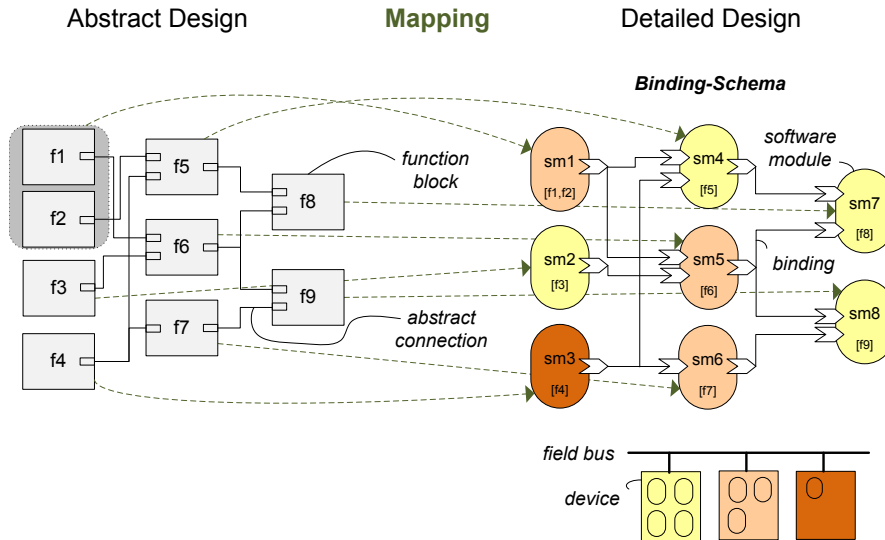 Abstract Design
Mapping
Detailed Design
Binding-Schema
f1
f2
f3
f4
f5
f6
f7
f8
f9
function
block
abstract
connection
sm1
[f1,f2]
sm2
[f3]
sm3
[f4]
sm4
[f5]
sm5
[f6]
sm6
[f7]
software
module
sm7
[f8]
binding
sm8
[f9]
field bus
device